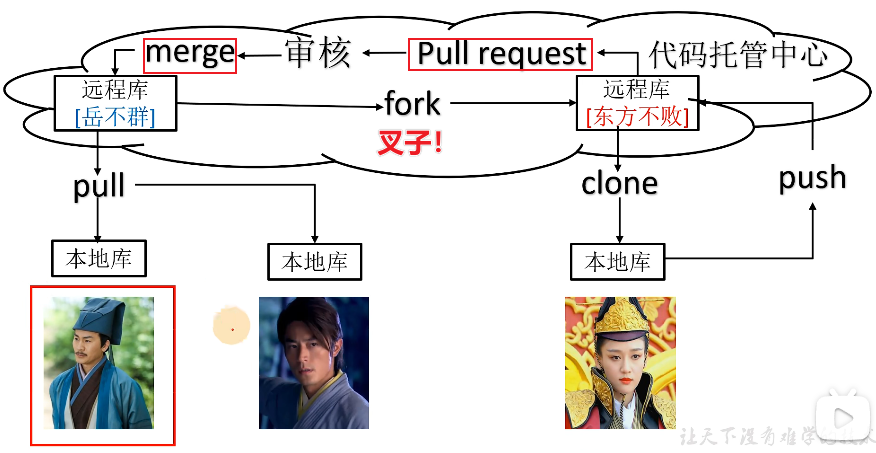 merge
审核
Pull request
代码托管中心
远程库
[岳不群]
fork
叉子!
远程库
[东方不败]
pull
clone
push
本地库
本地库
本地库
让天下没有难学的技术